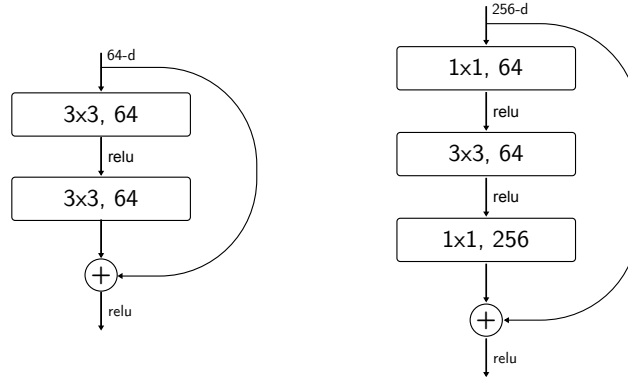 64-d
3x3, 64
relu
3x3, 64
+
relu
256-d
1x1, 64
relu
3x3, 64
relu
1x1, 256
+
relu